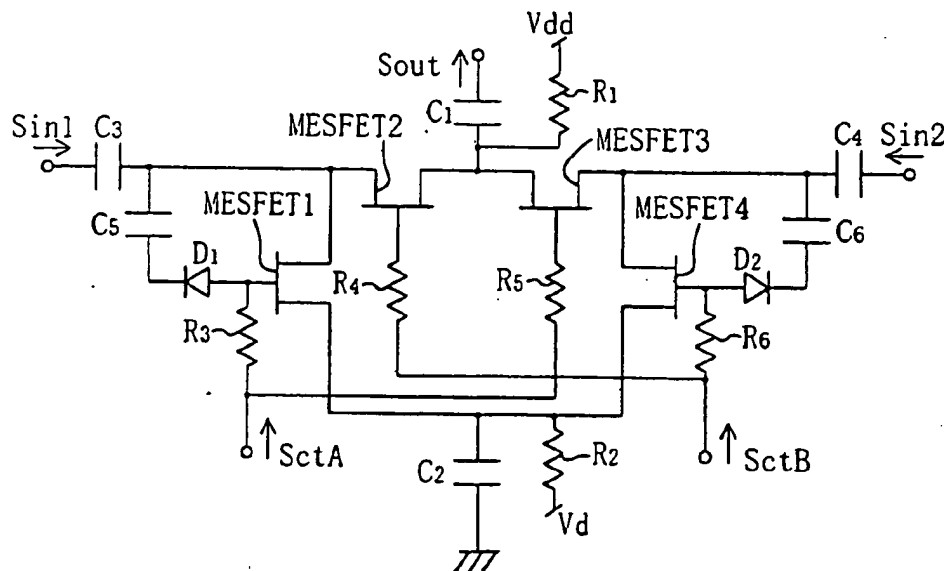 Vdd
Sout
R1
C1
Sin1
C3
MESFET2
MESFET3
C4
Sin2
MESFET1
MESFET4
C5
C6
D1
D2
R4
R5
R3
R6
SctA
C2
R2
SctB
Vd